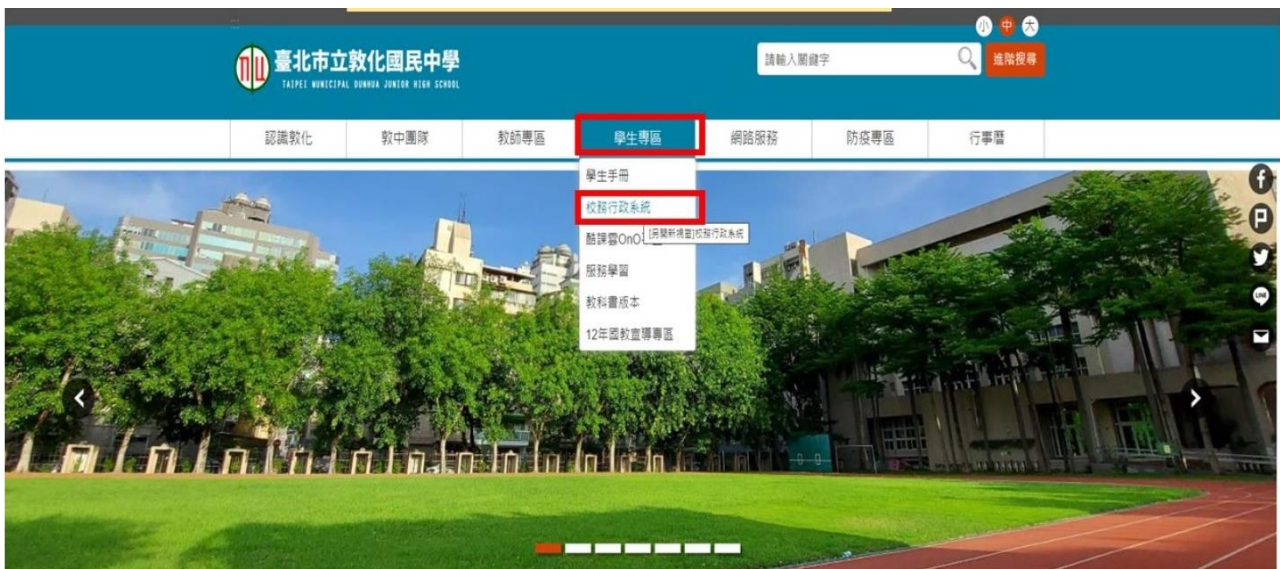 小 中 大
臺北市立敦化國民中學
TAIPEI MUNICIPAL DUNHUA JUNIOR HIGH SCHOOL
請輸入關鍵字
進階搜尋
認識敦化 敦中團隊 教師專區 學生專區 網路服務 防疫專區 行事曆
學生手冊
校務行政系統
[另開新視窗]校務行政系統
酷課雲OnO
服務學習
教科書版本
12年國教宣導專區
LINE